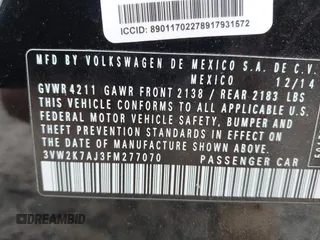 ICCID: 89011702278917931572
MFD BY VOLKSWAGEN DE MEXICO S.A. DE C.V.
MEXICO 12/14
GVWR 4211 GAWR FRONT 2138 / REAR 2183 LBS
THIS VEHICLE CONFORMS TO ALL APPLICABLE U.S.
FEDERAL MOTOR VEHICLE SAFETY, BUMPER AND
THEFT PREVENTION STANDARDS IN EFFECT ON
THE DATE OF MANUFACTURE SHOWN ABOVE.
3VW2K7AJ3FM277070 PASSENGER CAR
DREAMBID